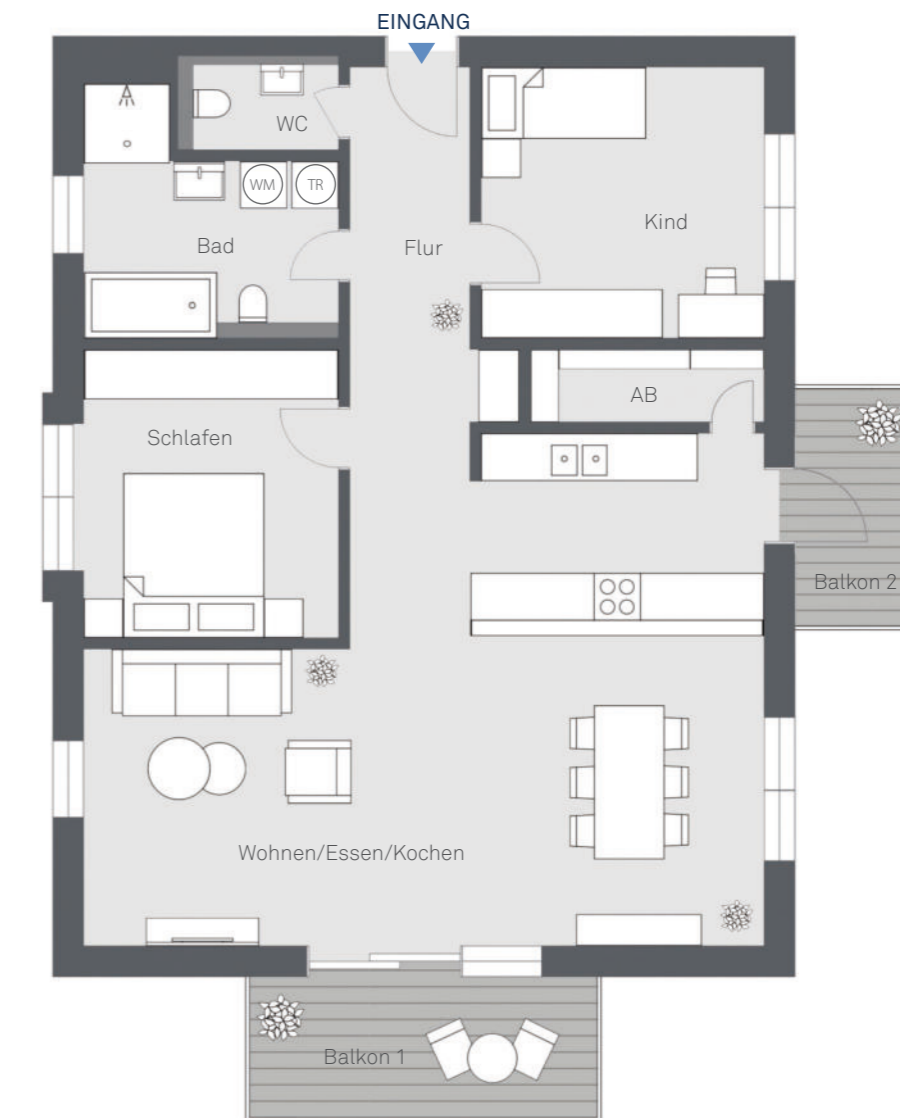 EINGANG
WC
WM
TR
Kind
Bad
Flur
AB
Schlafen
Balkon 2
Wohnen/Essen/Kochen
Balkon 1